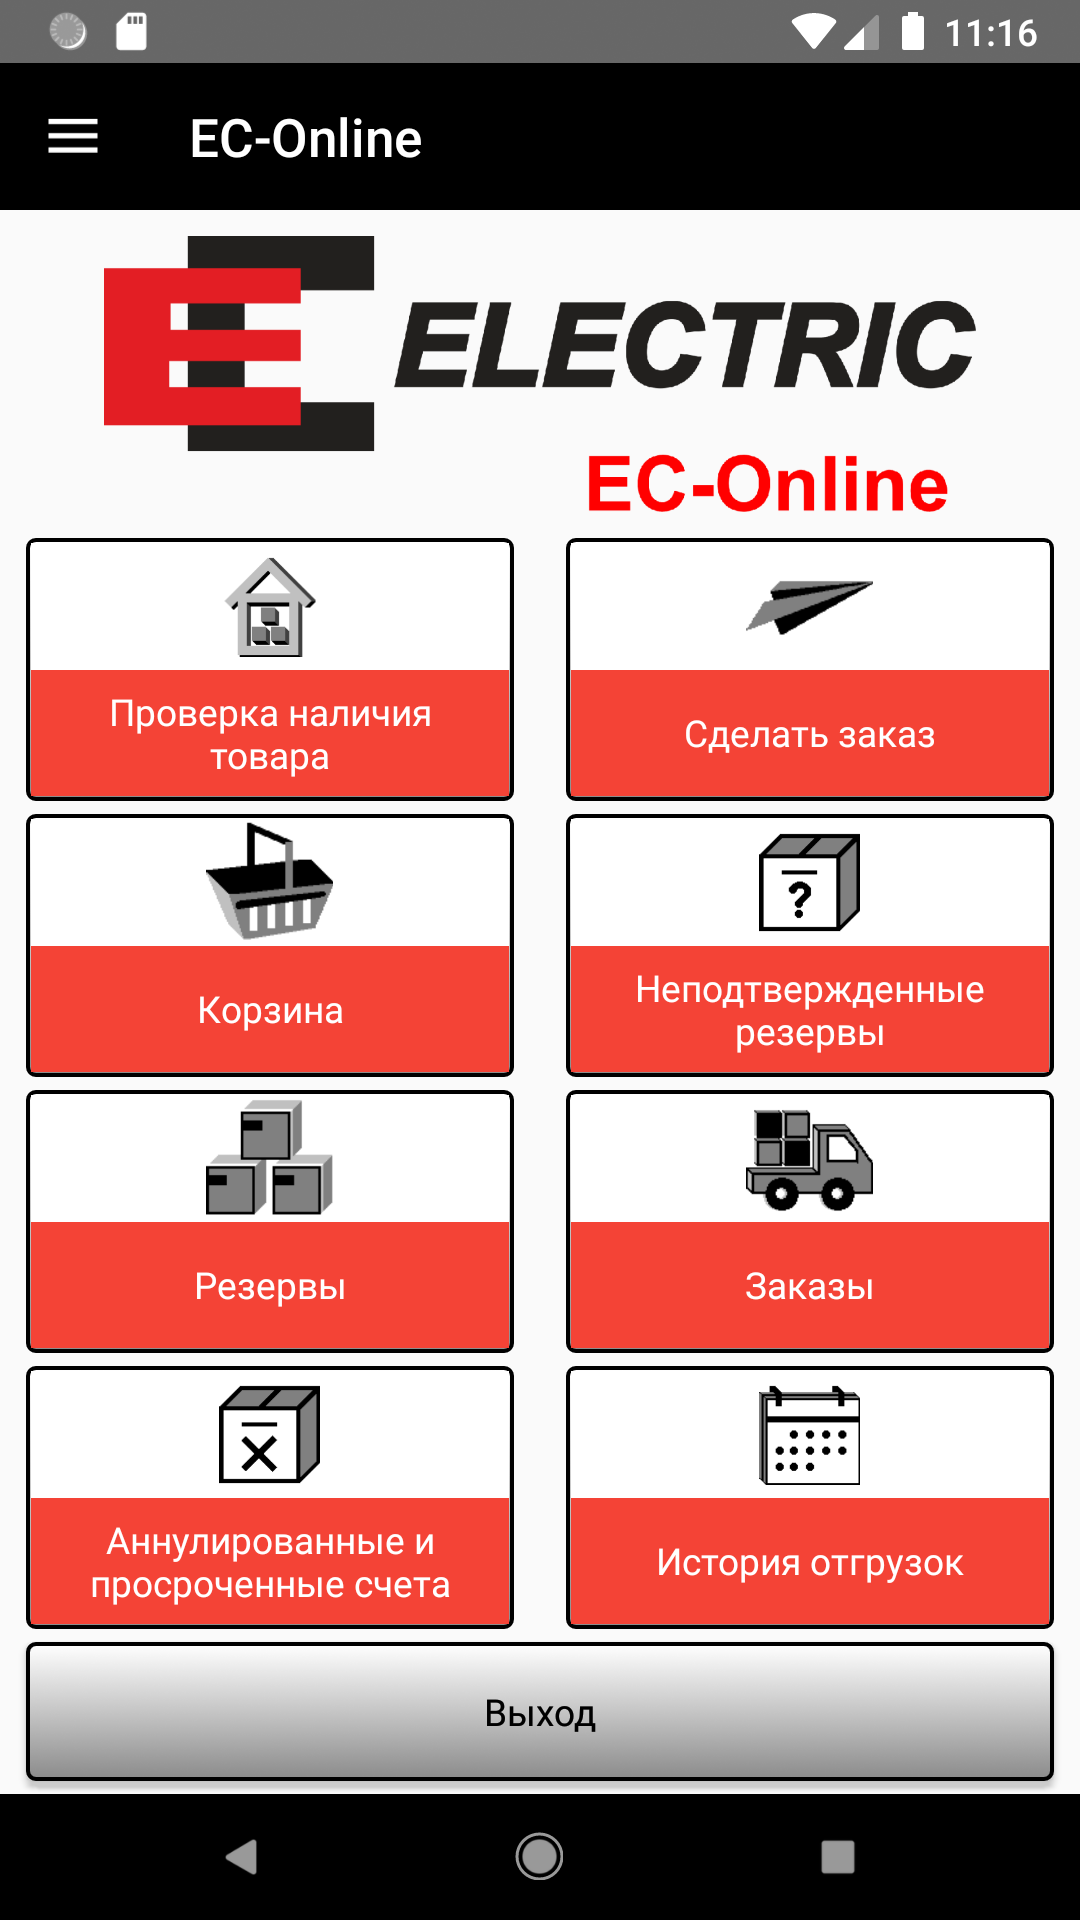 11:16
EC-Online
ELECTRIC
EC-Online
Проверка наличия
товара
Сделать заказ
Корзина
Неподтвержденные
резервы
Резервы
Заказы
Аннулированные и
просроченные счета
История отгрузок
Выход